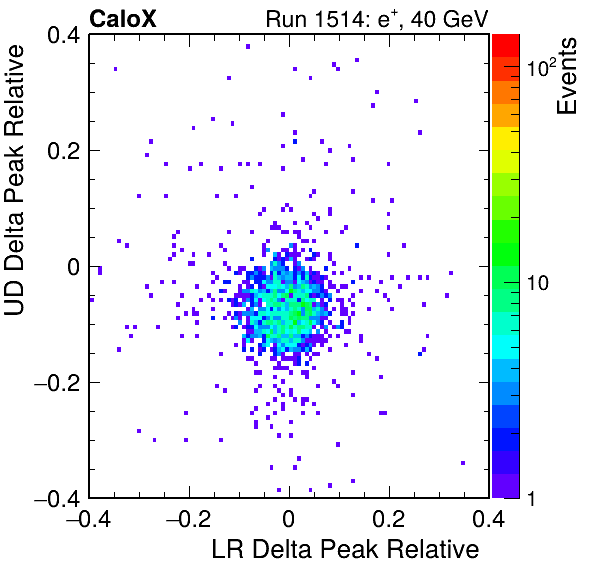 CaloX Run 1514: e⁺, 40 GeV
UD Delta Peak Relative
0.4
0.2
0
−0.2
−0.4
−0.4 −0.2 0 0.2 0.4
LR Delta Peak Relative
Events
10²
10
1